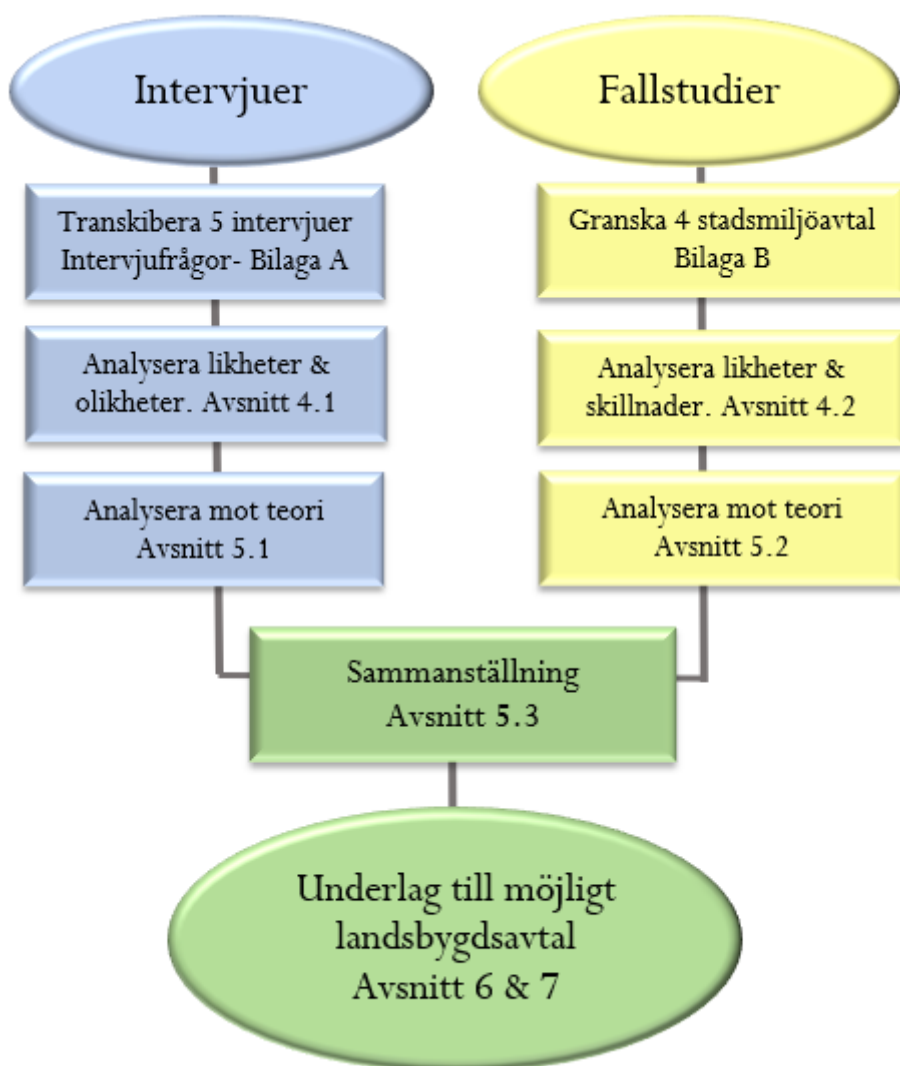 Intervjuer
Transkibera 5 intervjuer
Intervjufrågor- Bilaga A
Analysera likheter &
olikheter. Avsnitt 4.1
Analysera mot teori
Avsnitt 5.1
Fallstudier
Granska 4 stadsmiljöavtal
Bilaga B
Analysera likheter &
skillnader. Avsnitt 4.2
Analysera mot teori
Avsnitt 5.2
Sammanställning
Avsnitt 5.3
Underlag till möjligt
landsbygdsavtal
Avsnitt 6 & 7